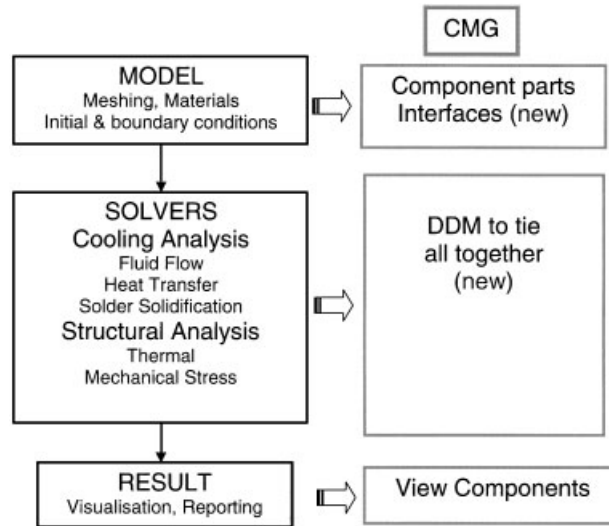 CMG
MODEL
Meshing, Materials
Initial & boundary conditions
Component parts
Interfaces (new)
SOLVERS
Cooling Analysis
Fluid Flow
Heat Transfer
Solder Solidification
Structural Analysis
Thermal
Mechanical Stress
DDM to tie
all together
(new)
RESULT
Visualisation, Reporting
View Components